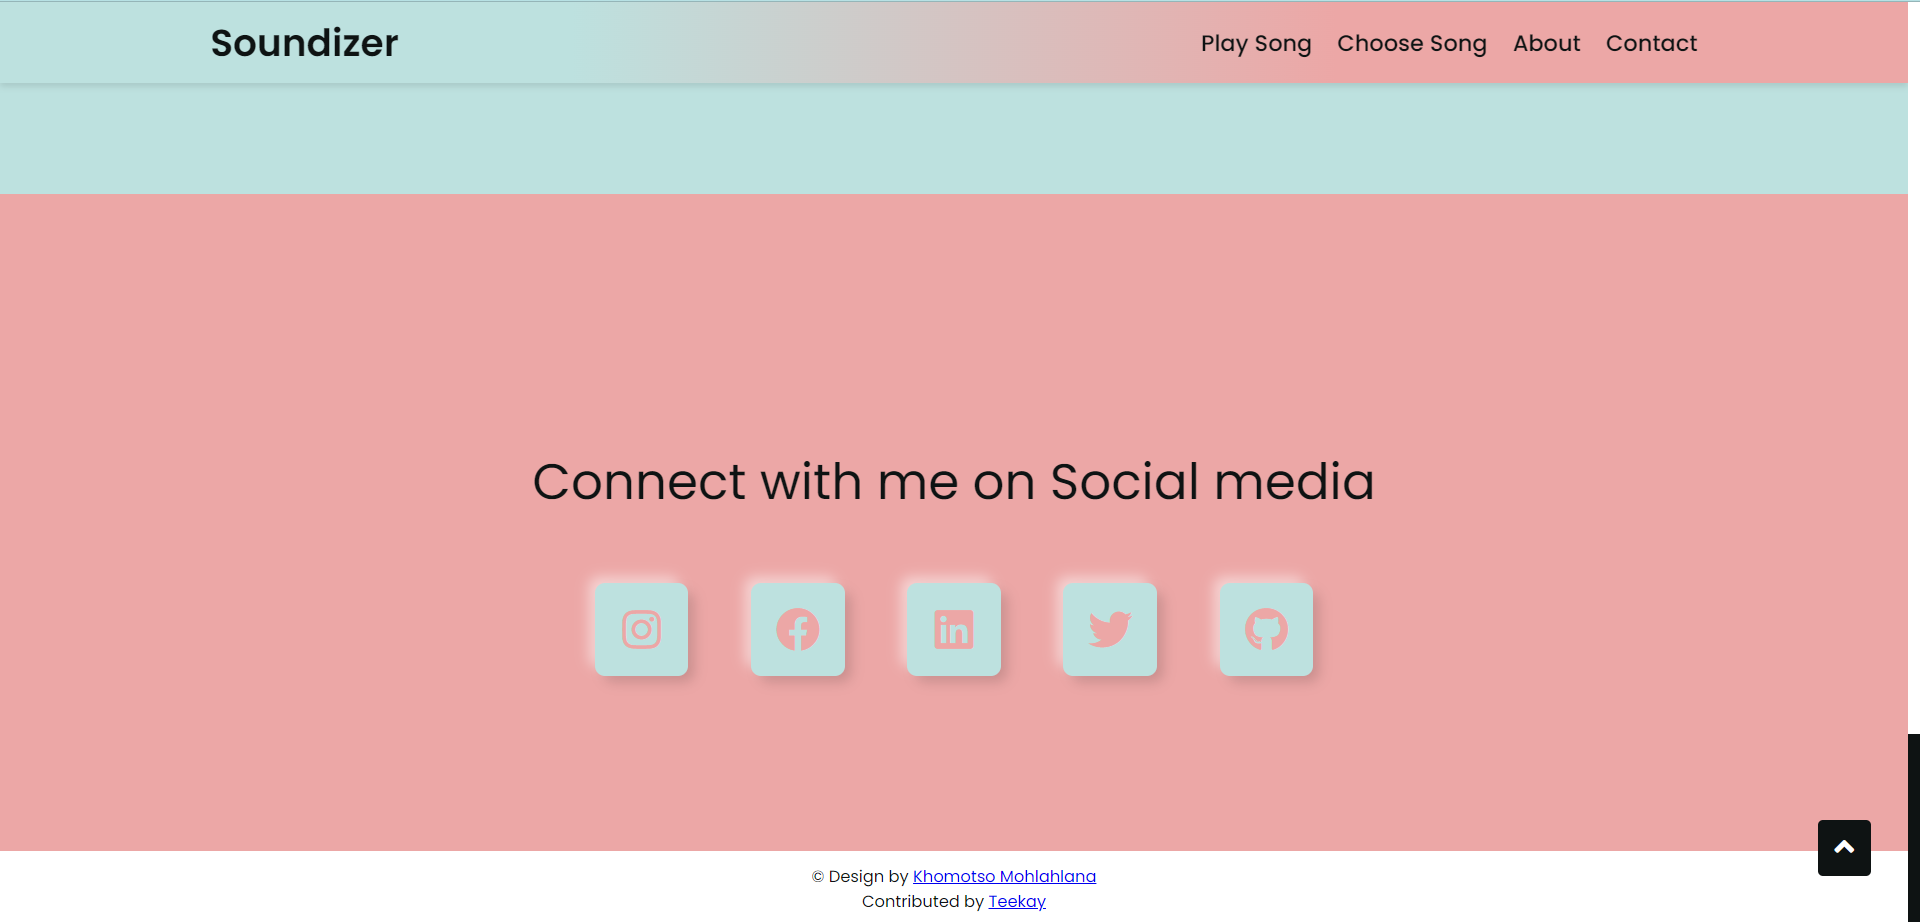 Soundizer
Play Song
Choose Song
About
Contact
Connect with me on Social media
© Design by Khomotso Mohlahlana
Contributed by Teekay